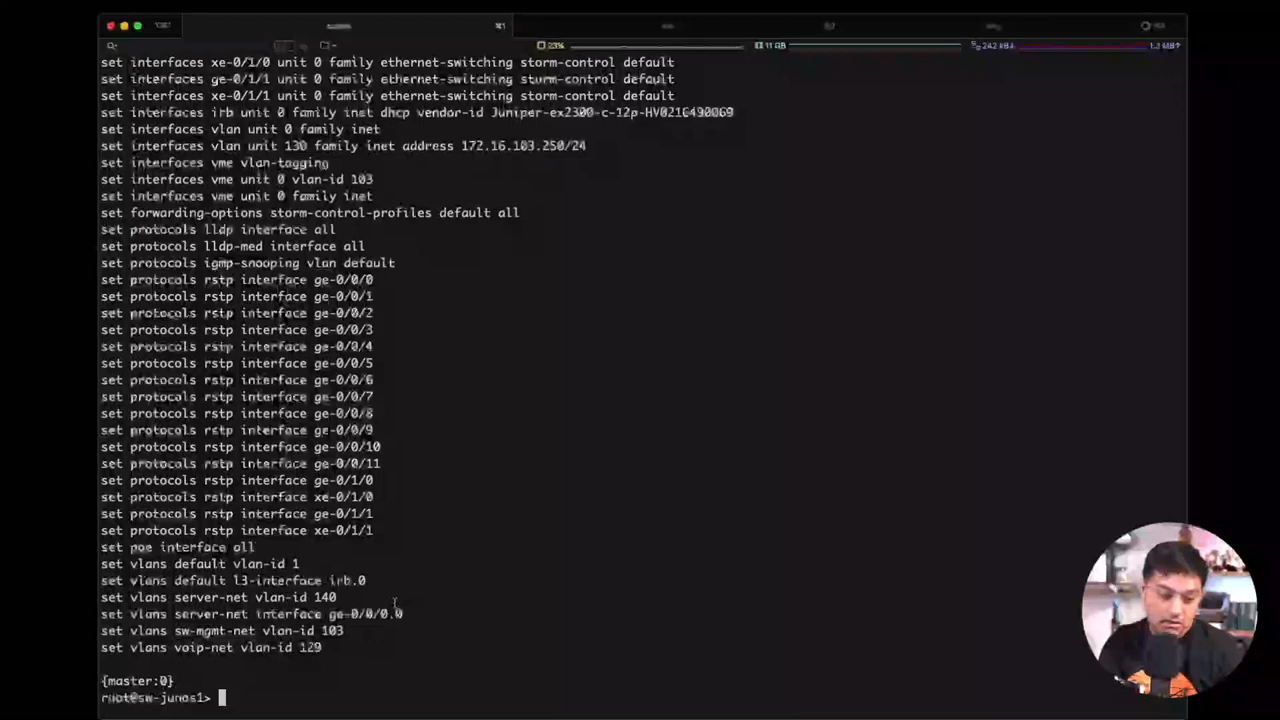 23%
11 GB
set interfaces xe-0/1/0 unit 0 family ethernet-switching storm-control default
set interfaces ge-0/1/1 unit 0 family ethernet-switching storm-control default
set interfaces xe-0/1/1 unit 0 family ethernet-switching storm-control default
set interfaces irb unit 0 family inet dhcp vendor-id Juniper-ex2300-c-12p-HV0216490069
set interfaces vlan unit 0 family inet
set interfaces vlan unit 130 family inet address 172.16.103.250/24
set interfaces vme vlan-tagging
set interfaces vme unit 0 vlan-id 103
set interfaces vme unit 0 family inet
set forwarding-options storm-control-profiles default all
set protocols lldp interface all
set protocols lldp-med interface all
set protocols igmp-snooping vlan default
set protocols rstp interface ge-0/0/0
set protocols rstp interface ge-0/0/1
set protocols rstp interface ge-0/0/2
set protocols rstp interface ge-0/0/3
set protocols rstp interface ge-0/0/4
set protocols rstp interface ge-0/0/5
set protocols rstp interface ge-0/0/6
set protocols rstp interface ge-0/0/7
set protocols rstp interface ge-0/0/8
set protocols rstp interface ge-0/0/9
set protocols rstp interface ge-0/0/10
set protocols rstp interface ge-0/0/11
set protocols rstp interface ge-0/1/0
set protocols rstp interface xe-0/1/0
set protocols rstp interface ge-0/1/1
set protocols rstp interface xe-0/1/1
set poe interface all
set vlans default vlan-id 1
set vlans default l3-interface irb.0
set vlans server-net vlan-id 140
set vlans server-net interface ge-0/0/0.0
set vlans sw-mgmt-net vlan-id 103
set vlans voip-net vlan-id 129
{master:0}
root@sw-junos1>